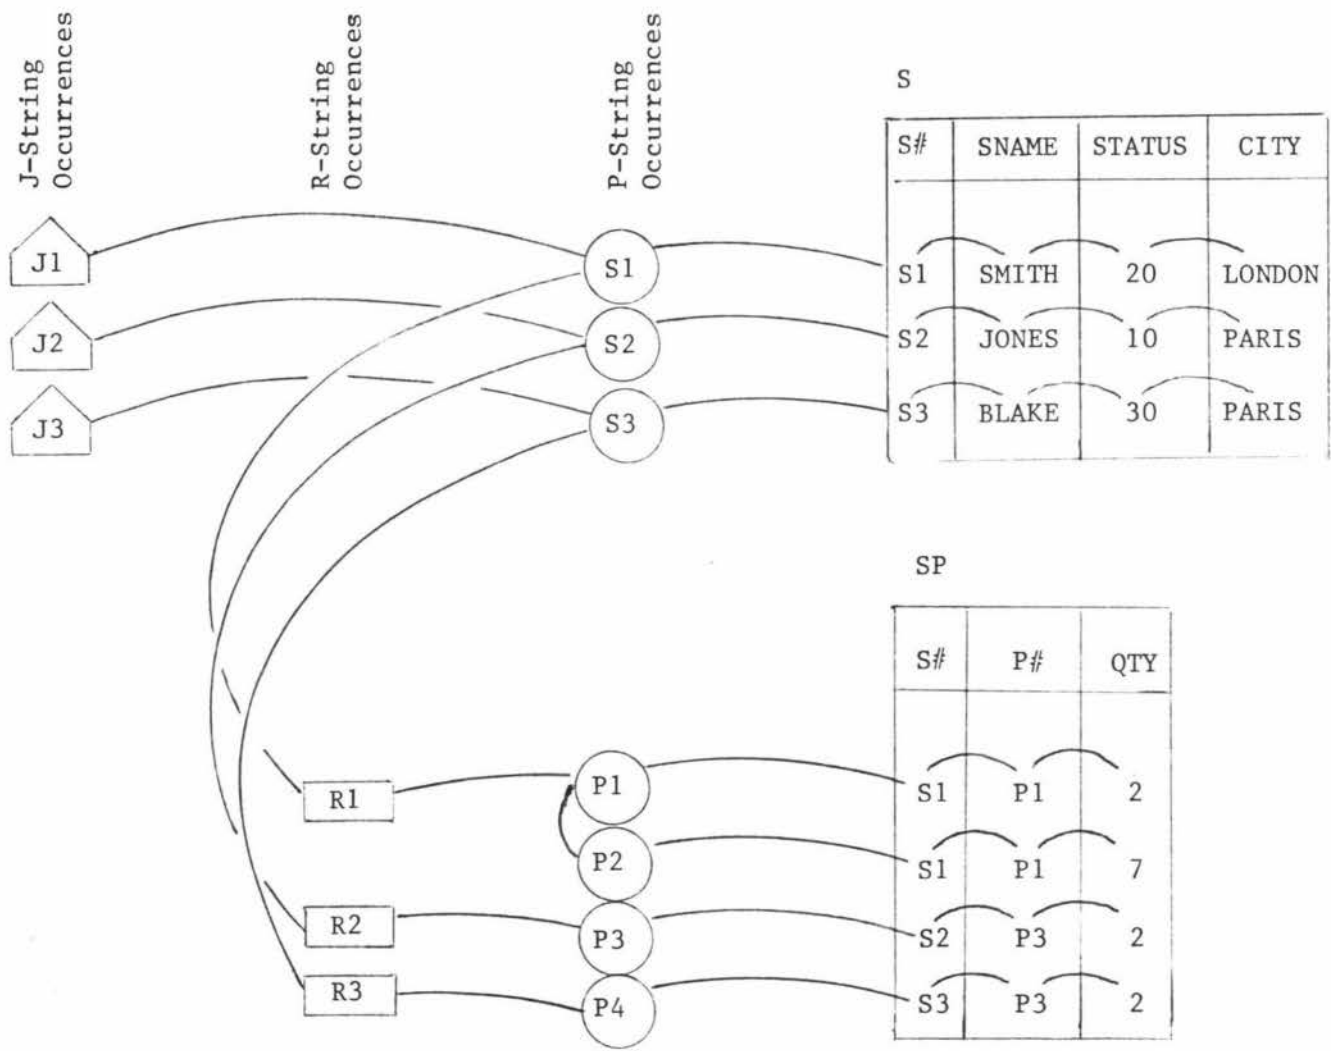 J-String
Occurrences
R-String
Occurrences
P-String
Occurrences
S
S# SNAME STATUS CITY
J1 S1 S1 SMITH 20 LONDON
J2 S2 S2 JONES 10 PARIS
J3 S3 S3 BLAKE 30 PARIS
SP
S# P# QTY
R1 P1 S1 P1 2
P2 S1 P1 7
R2 P3 S2 P3 2
R3 P4 S3 P3 2